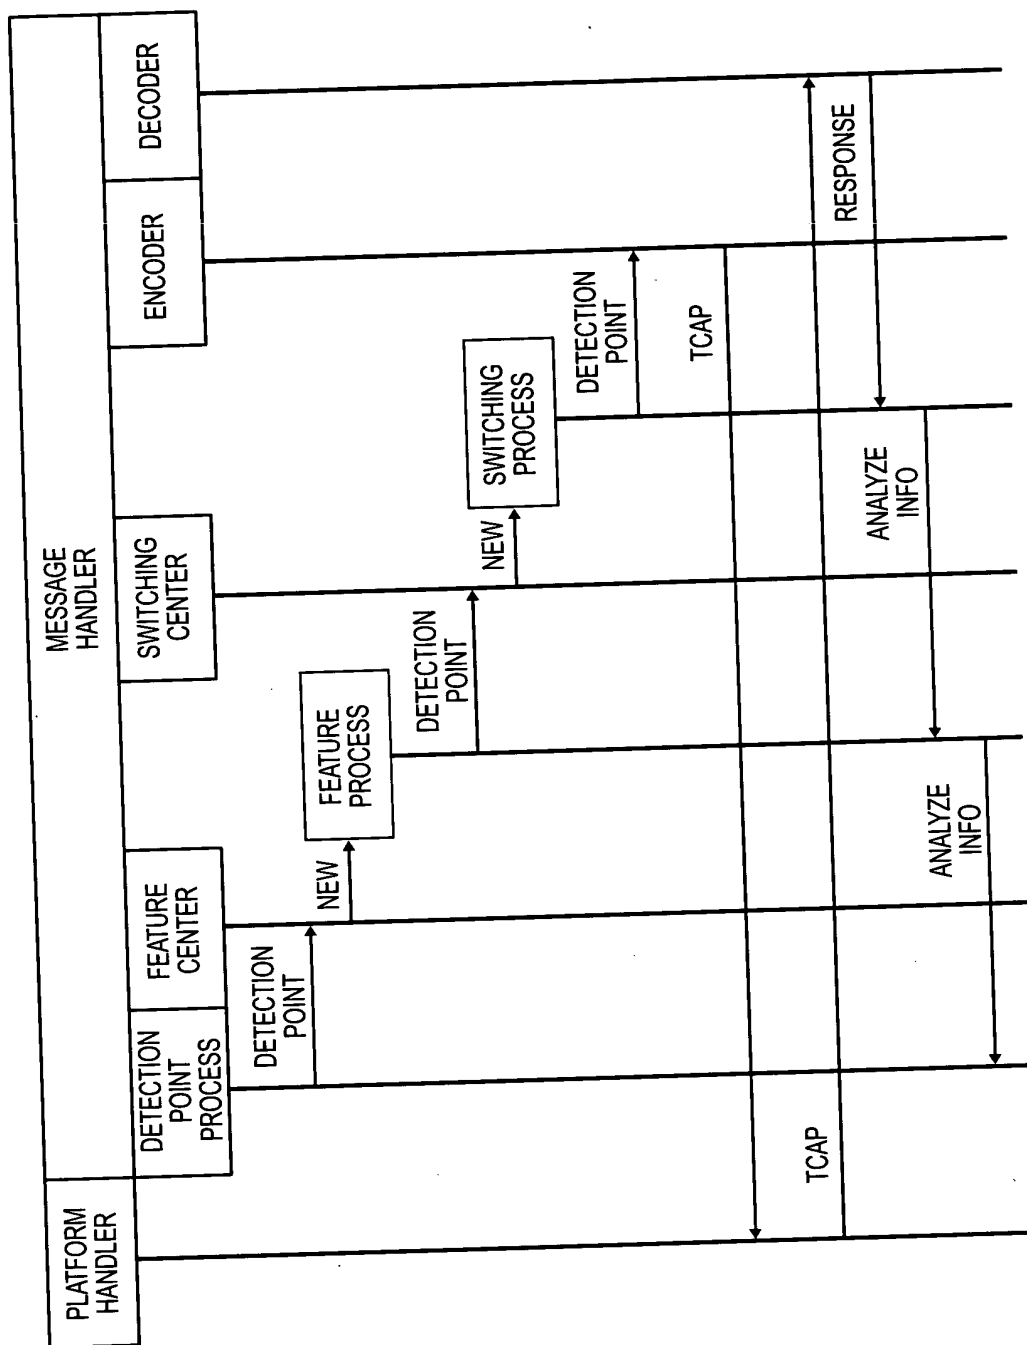 MESSAGE
HANDLER
PLATFORM
HANDLER
DETECTION
POINT
PROCESS
FEATURE
CENTER
SWITCHING
CENTER
ENCODER
DECODER
DETECTION
POINT
NEW
FEATURE
PROCESS
DETECTION
POINT
NEW
SWITCHING
PROCESS
DETECTION
POINT
TCAP
TCAP
RESPONSE
ANALYZE
INFO
ANALYZE
INFO